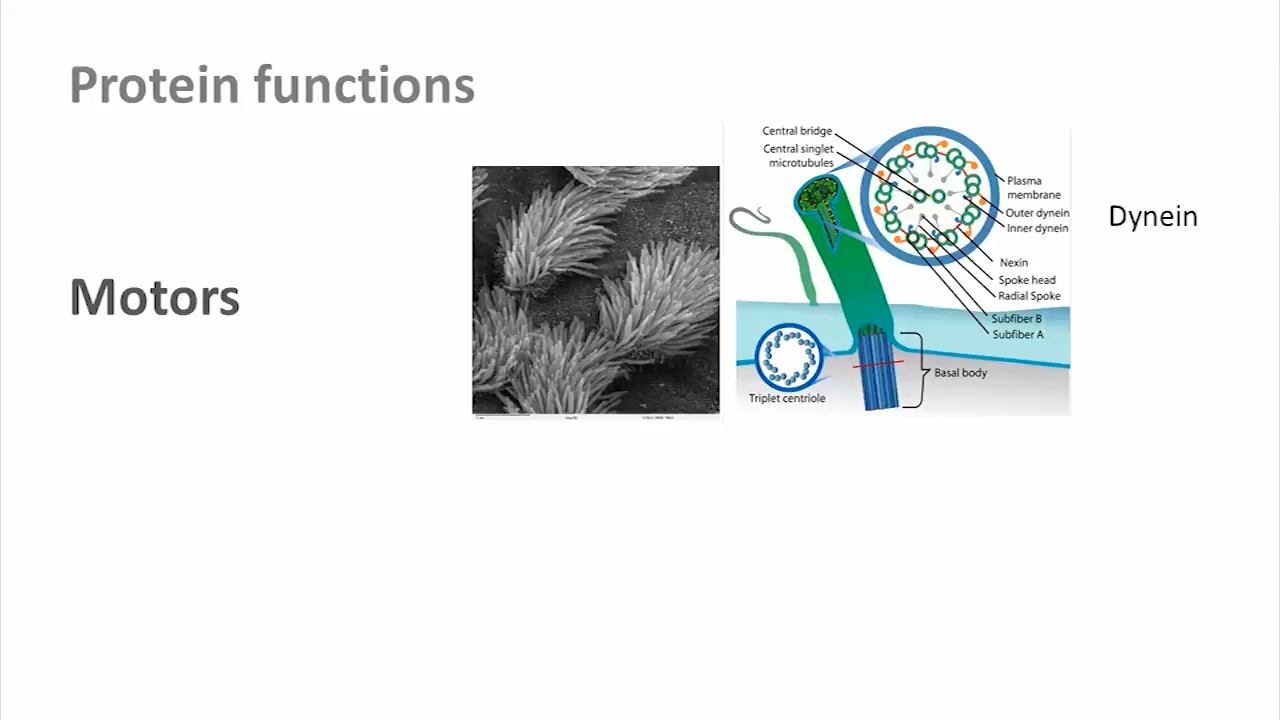 Protein functions
Motors
Central bridge
Central singlet
microtubules
Plasma
membrane
Outer dynein
Inner dynein
Nexin
Spoke head
Radial Spoke
Subfiber B
Subfiber A
Basal body
Triplet centriole
Dynein